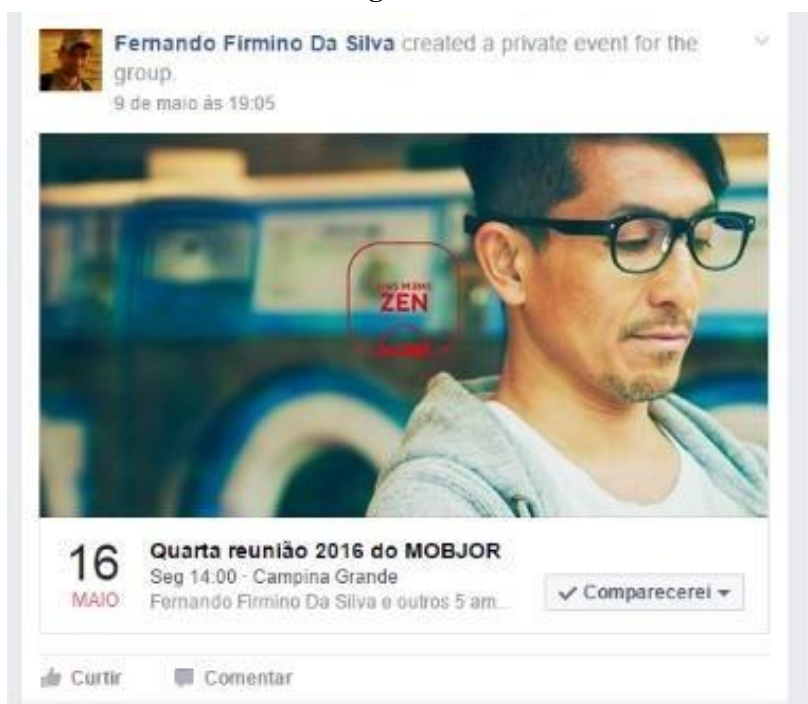 Fernando Firmino Da Silva created a private event for the
group.
9 de maio às 19:05
ZEN
16
MAIO
Quarta reunião 2016 do MOBJOR
Seg 14:00 · Campina Grande
Fernando Firmino Da Silva e outros 5 am...
Comparecerei
Curtir
Comentar